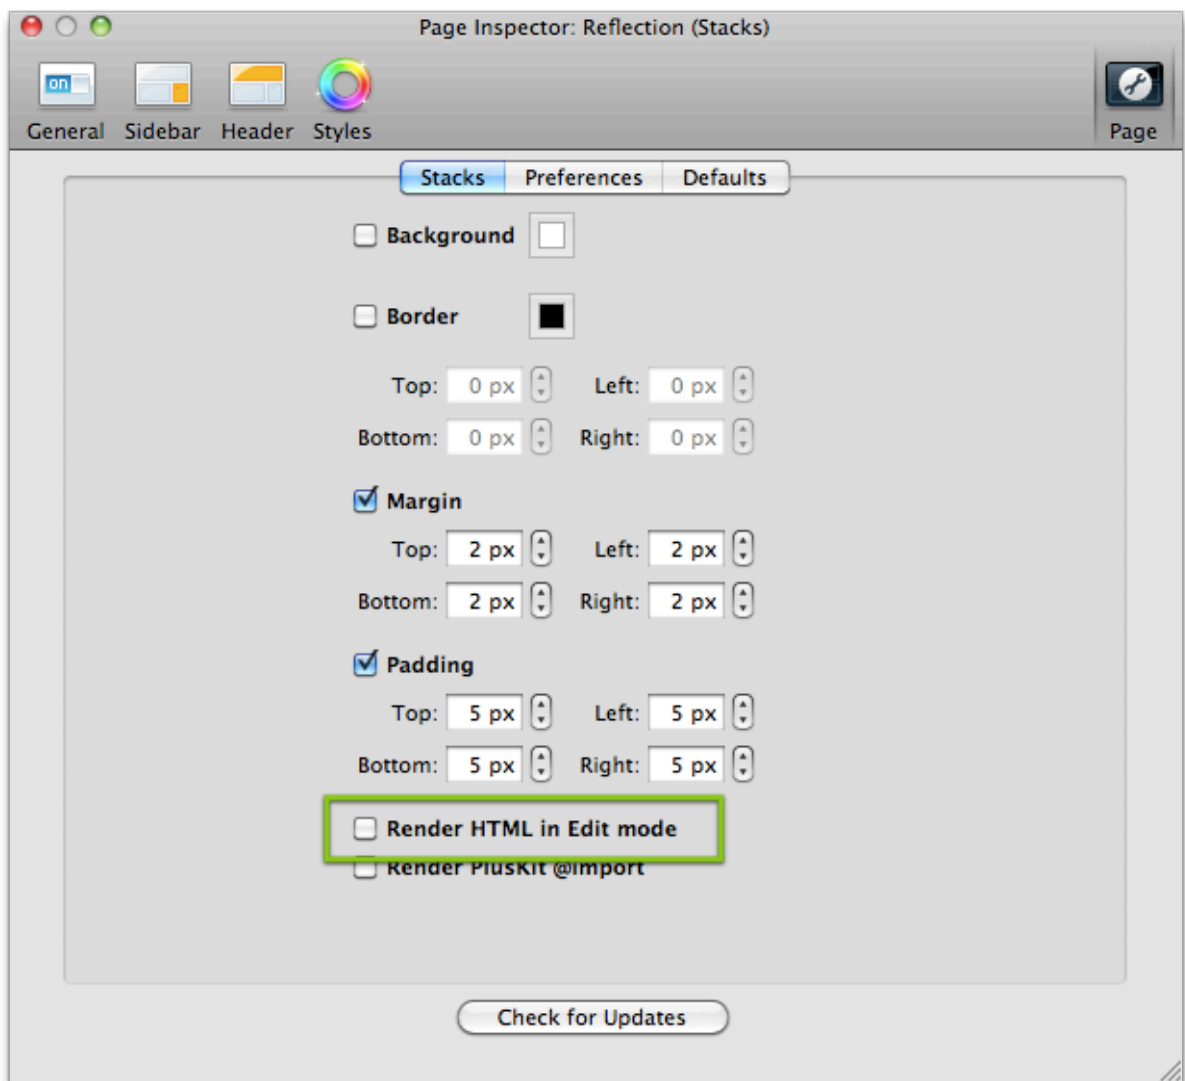 Page Inspector: Reflection (Stacks)
on
General Sidebar Header Styles Page
Stacks Preferences Defaults
Background
Border
Top: 0 px Left: 0 px
Bottom: 0 px Right: 0 px
Margin
Top: 2 px Left: 2 px
Bottom: 2 px Right: 2 px
Padding
Top: 5 px Left: 5 px
Bottom: 5 px Right: 5 px
Render HTML in Edit mode
Render PlusKit @import
Check for Updates